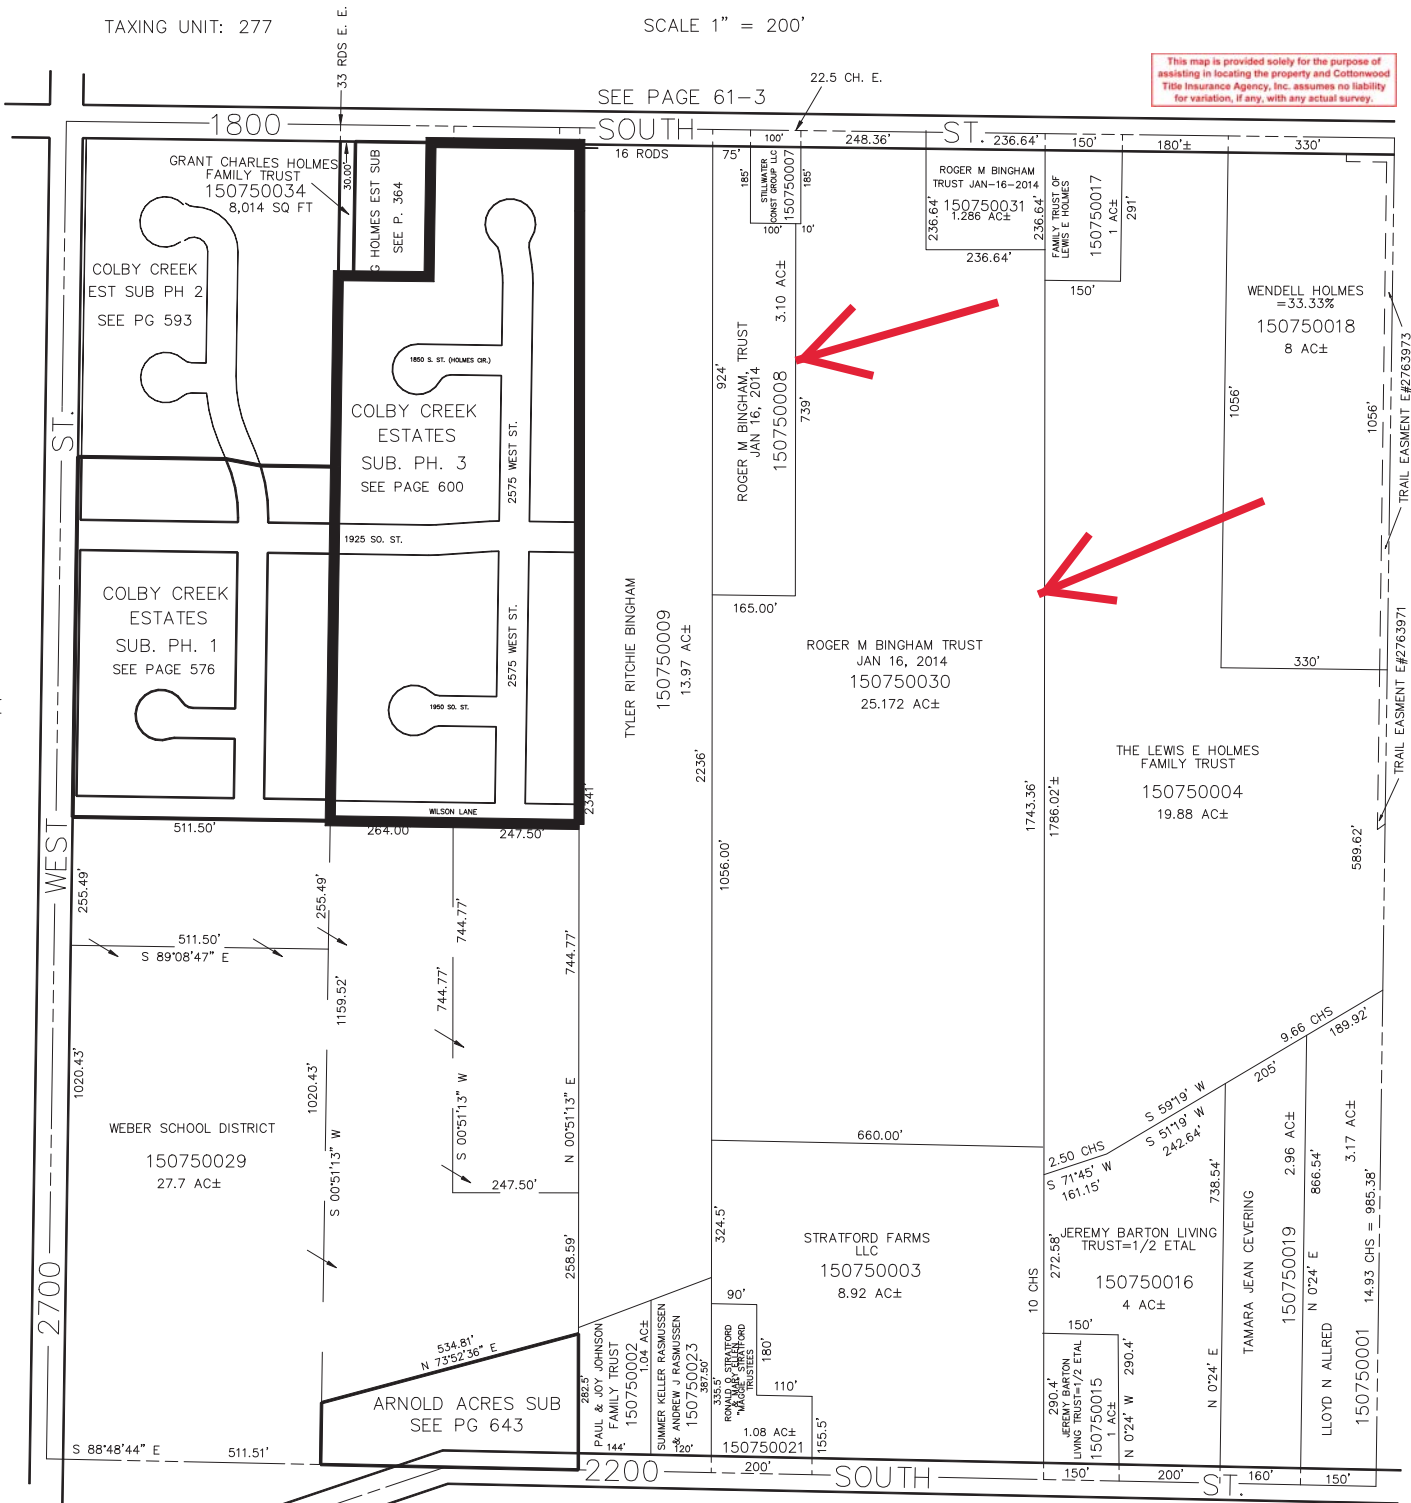 TAXING UNIT: 277
SCALE 1" = 200'
33 RDS E. E.
22.5 CH. E.
SEE PAGE 61-3
This map is provided solely for the purpose of
assisting in locating the property and Cottonwood
Title Insurance Agency, Inc. assumes no liability
for variation, if any, with any actual survey.
1800 SOUTH ST.
16 RODS
75'
100'
248.36'
236.64'
150'
180'±
330'
GRANT CHARLES HOLMES
FAMILY TRUST
150750034
8,014 SQ FT
30.00'
G HOLMES EST SUB
SEE P. 364
COLBY CREEK
EST SUB PH 2
SEE PG 593
1850 S. ST. (HOLMES CIR.)
COLBY CREEK
ESTATES
SUB. PH. 3
SEE PAGE 600
2575 WEST ST.
1925 SO. ST.
COLBY CREEK
ESTATES
SUB. PH. 1
SEE PAGE 576
2575 WEST ST.
1950 SO. ST.
WILSON LANE
2700 WEST ST.
511.50'
264.00
247.50'
2341'
185'
STILLWATER
CONST GROUP LLC
150750007
185'
100'
10'
ROGER M BINGHAM, TRUST
JAN 16, 2014
150750008
3.10 AC±
924'
739'
165.00'
ROGER M BINGHAM
TRUST JAN-16-2014
150750031
1.286 AC±
236.64'
236.64'
236.64'
FAMILY TRUST OF
LEWIS E HOLMES
150750017
1 AC±
291'
150'
WENDELL HOLMES
=33.33%
150750018
8 AC±
1056'
1056'
330'
TRAIL EASMENT E#2763973
TRAIL EASMENT E#2763971
TYLER RITCHIE BINGHAM
150750009
13.97 AC±
2236'
1056.00'
ROGER M BINGHAM TRUST
JAN 16, 2014
150750030
25.172 AC±
1743.36'
1786.02'±
THE LEWIS E HOLMES
FAMILY TRUST
150750004
19.88 AC±
589.62'
255.49'
255.49'
511.50'
S 89°08'47" E
744.77'
744.77'
744.77'
1159.52'
1020.43'
1020.43'
S 00°51'13" W
S 00°51'13" W
N 00°51'13" E
247.50'
258.59'
WEBER SCHOOL DISTRICT
150750029
27.7 AC±
660.00'
2.50 CHS
S 71°45' W
161.15'
S 59°19' W
S 51°19' W
242.64'
9.66 CHS
189.92'
205'
324.5'
STRATFORD FARMS
LLC
150750003
8.92 AC±
10 CHS
272.58'
JEREMY BARTON LIVING
TRUST=1/2 ETAL
150750016
4 AC±
738.54'
N 0°24' E
TAMARA JEAN CEVERING
150750019
2.96 AC±
866.54'
N 0°24' E
LLOYD N ALLRED
150750001
3.17 AC±
14.93 CHS = 985.38'
534.81'
N 73°52'36" E
ARNOLD ACRES SUB
SEE PG 643
S 88°48'44" E
511.51'
282.5'
PAUL & JOY JOHNSON
FAMILY TRUST
150750002
1.04 AC±
144'
SUMMER KELLER RASMUSSEN
& ANDREW J RASMUSSEN
150750023
387.50'
120'
335.5'
90'
RONALD O. STRATFORD
& MARY ELLEN
"MAGGIE" STRATFORD
TRUSTEES
180'
110'
1.08 AC±
150750021
155.5'
200'
150'
290.4'
JEREMY BARTON
LIVING TRUST=1/2 ETAL
150750015
1 AC±
N 0°24' W 290.4'
2200 SOUTH ST.
150'
200'
160'
150'